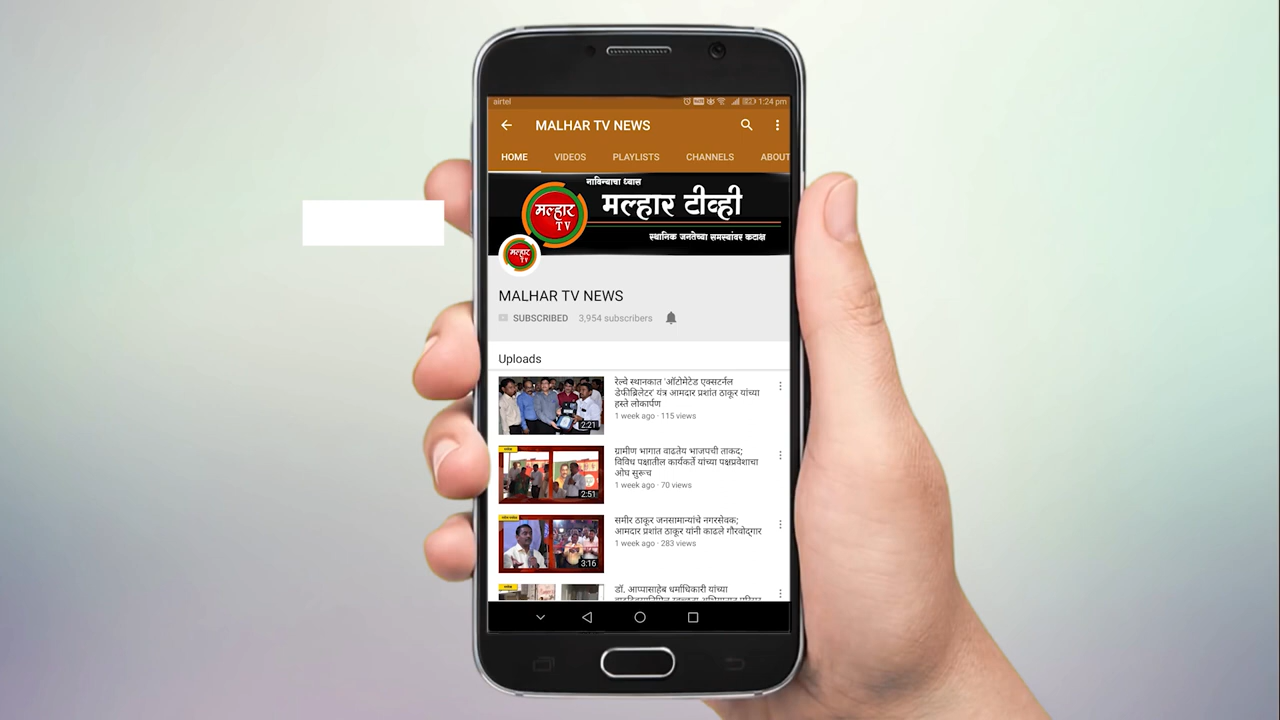 airtel
1:24 pm
MALHAR TV NEWS
HOME VIDEOS PLAYLISTS CHANNELS ABOUT
नाविन्याचा ध्यास
मल्हार टीव्ही
मल्हार
TV
स्थानिक जनतेच्या समस्यांवर कटाक्ष
मल्हार
TV
MALHAR TV NEWS
SUBSCRIBED 3,954 subscribers
Uploads
रेल्वे स्थानकात 'ऑटोमेटेड एक्सटर्नल
डेफीब्रिलेटर' यंत्र आमदार प्रशांत ठाकूर यांच्या
हस्ते लोकार्पण
1 week ago · 115 views
2:21
ग्रामीण भागात वाढतेय भाजपची ताकद;
विविध पक्षातील कार्यकर्ते यांच्या पक्षप्रवेशाचा
ओघ सुरूच
1 week ago · 70 views
2:51
समीर ठाकूर जनसामान्यांचे नगरसेवक;
आमदार प्रशांत ठाकूर यांनी काढले गौरवोद्गार
1 week ago · 283 views
3:16
डॉ. आप्पासाहेब धर्माधिकारी यांच्या